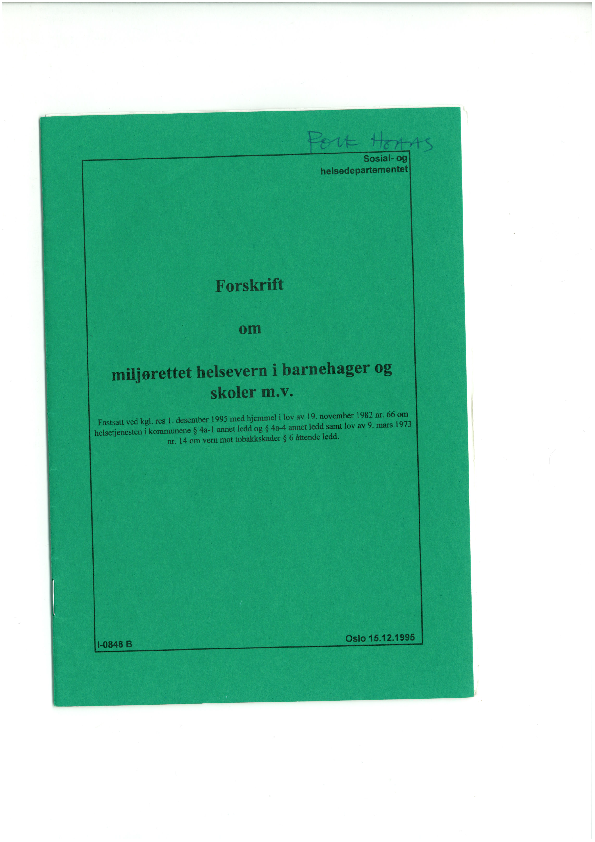 Sosial- og
helsedepartementet
Forskrift
om
miljørettet helsevern i barnehager og
skoler m.v.
Fastsatt ved kgl. res 1. desember 1995 med hjemmel i lov av 19. november 1982 nr. 66 om
helsetjenesten i kommunene § 4a-1 annet ledd og § 4a-4 annet ledd samt lov av 9. mars 1973
nr. 14 om vern mot tobakkskader § 6 åttende ledd.
I-0848 B
Oslo 15.12.1995